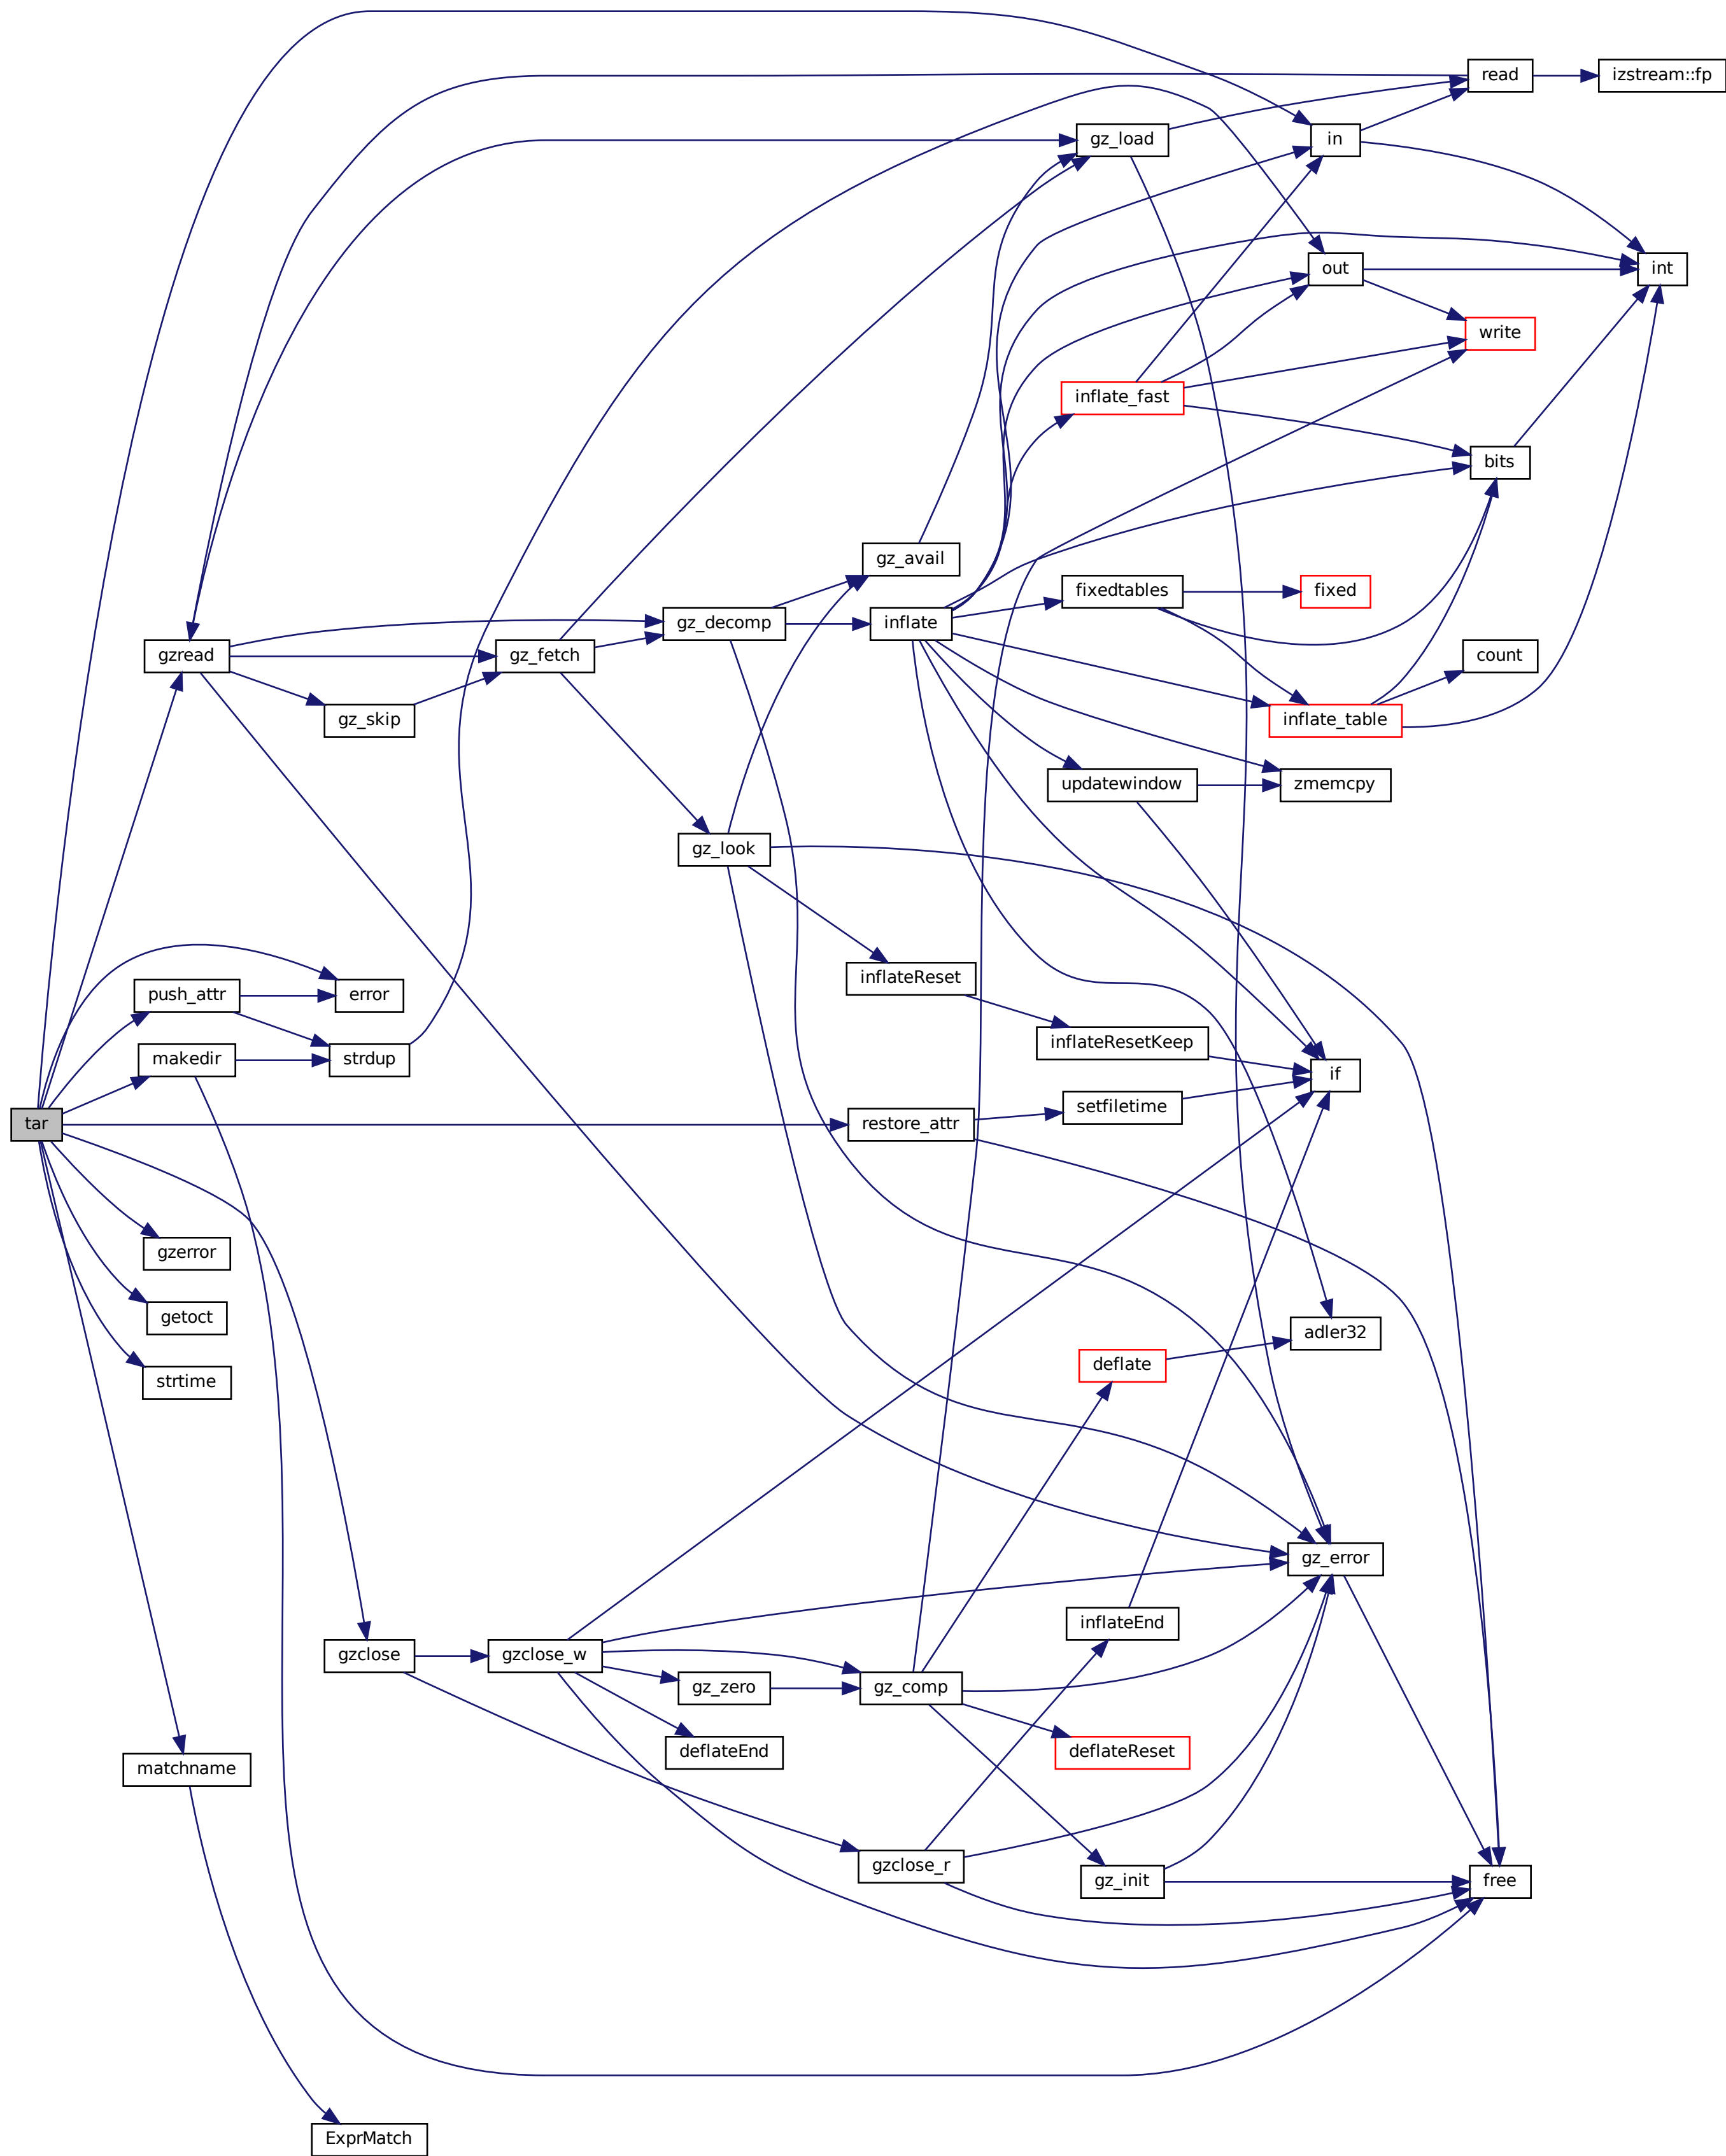 read
izstream::fp
gz_load
in
out
int
write
inflate_fast
bits
gz_avail
fixedtables
fixed
gz_decomp
inflate
gzread
gz_fetch
count
gz_skip
inflate_table
updatewindow
zmemcpy
gz_look
inflateReset
push_attr
error
inflateResetKeep
makedir
strdup
if
setfiletime
tar
restore_attr
gzerror
getoct
adler32
deflate
strtime
gz_error
inflateEnd
gzclose
gzclose_w
gz_zero
gz_comp
deflateEnd
deflateReset
matchname
gzclose_r
gz_init
free
ExprMatch